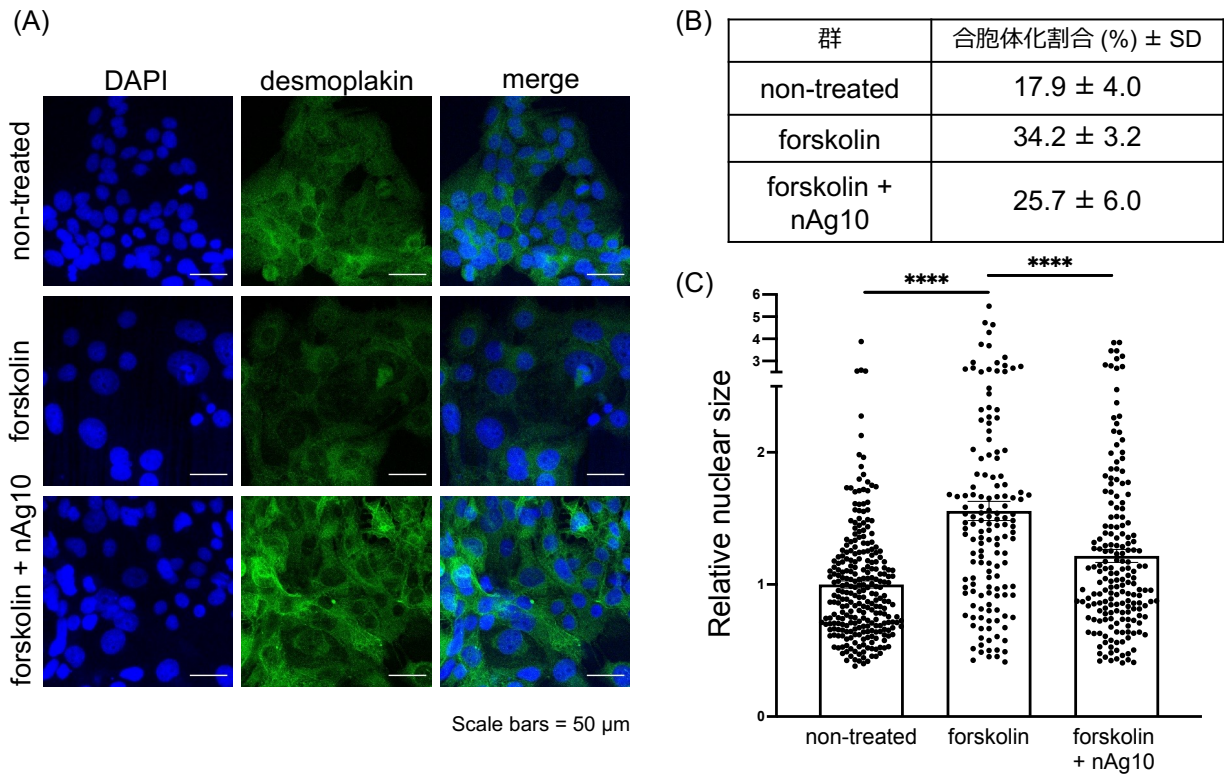 (A)
DAPI
desmoplakin
merge
non-treated
forskolin
forskolin + nAg10
Scale bars = 50 μm
(B)
群
合胞体化割合 (%) ± SD
non-treated
17.9 ± 4.0
forskolin
34.2 ± 3.2
forskolin +
nAg10
25.7 ± 6.0
(C)
****
****
Relative nuclear size
6
5
4
3
2
1
0
non-treated
forskolin
forskolin
+ nAg10